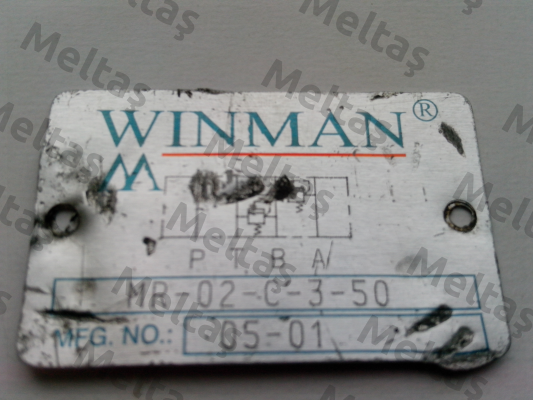 WINMAN®
P T B A
MR 02-C-3-50
MFG. NO.: 05-01
Meltaş